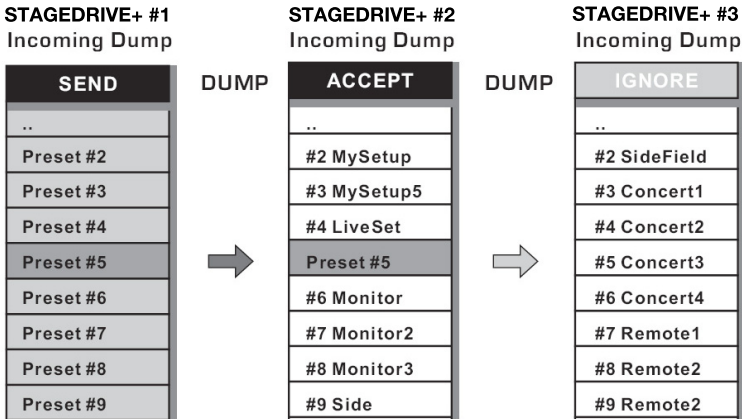 STAGEDRIVE+ #1
Incoming Dump
SEND
..
Preset #2
Preset #3
Preset #4
Preset #5
Preset #6
Preset #7
Preset #8
Preset #9
DUMP
STAGEDRIVE+ #2
Incoming Dump
ACCEPT
..
#2 MySetup
#3 MySetup5
#4 LiveSet
Preset #5
#6 Monitor
#7 Monitor2
#8 Monitor3
#9 Side
DUMP
STAGEDRIVE+ #3
Incoming Dump
IGNORE
..
#2 SideField
#3 Concert1
#4 Concert2
#5 Concert3
#6 Concert4
#7 Remote1
#8 Remote2
#9 Remote2